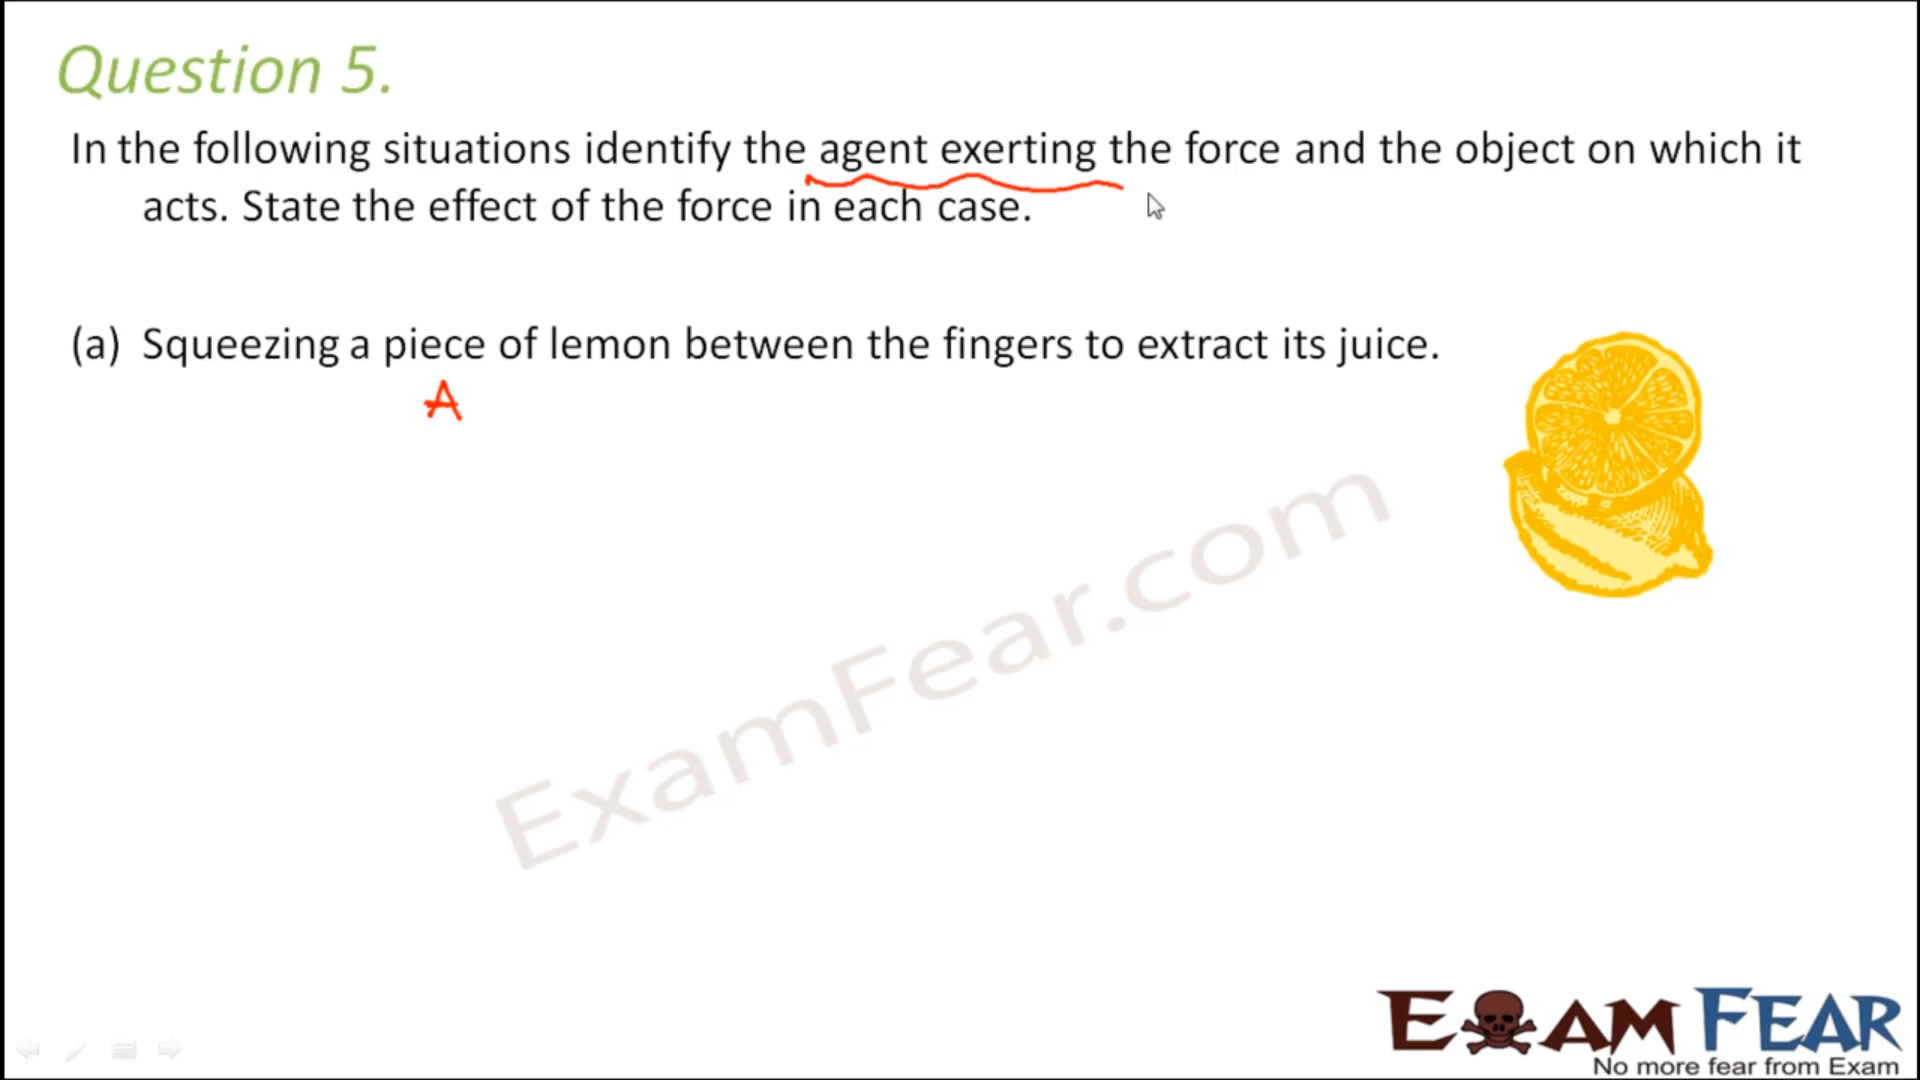 Question 5.
In the following situations identify the agent exerting the force and the object on which it
acts. State the effect of the force in each case.
(a) Squeezing a piece of lemon between the fingers to extract its juice.
A
ExamFear.com
EXAM FEAR
No more fear from Exam